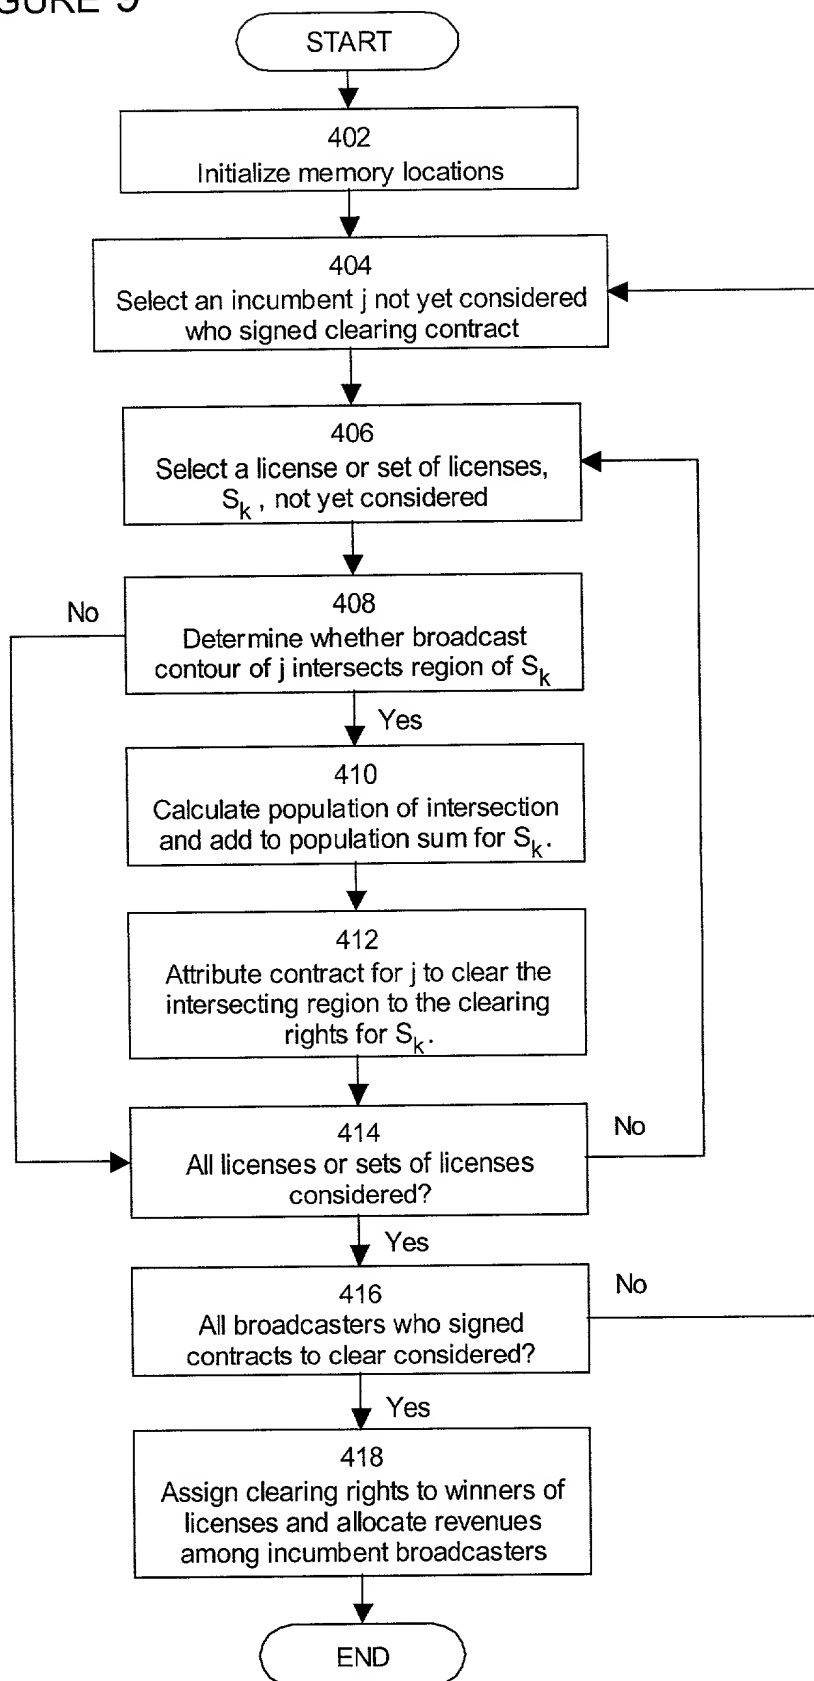 START
402
Initialize memory locations
404
Select an incumbent j not yet considered
who signed clearing contract
406
Select a license or set of licenses,
Sk , not yet considered
No
408
Determine whether broadcast
contour of j intersects region of Sk
Yes
410
Calculate population of intersection
and add to population sum for Sk.
412
Attribute contract for j to clear the
intersecting region to the clearing
rights for Sk.
414
No
All licenses or sets of licenses
considered?
Yes
416
No
All broadcasters who signed
contracts to clear considered?
Yes
418
Assign clearing rights to winners of
licenses and allocate revenues
among incumbent broadcasters
END